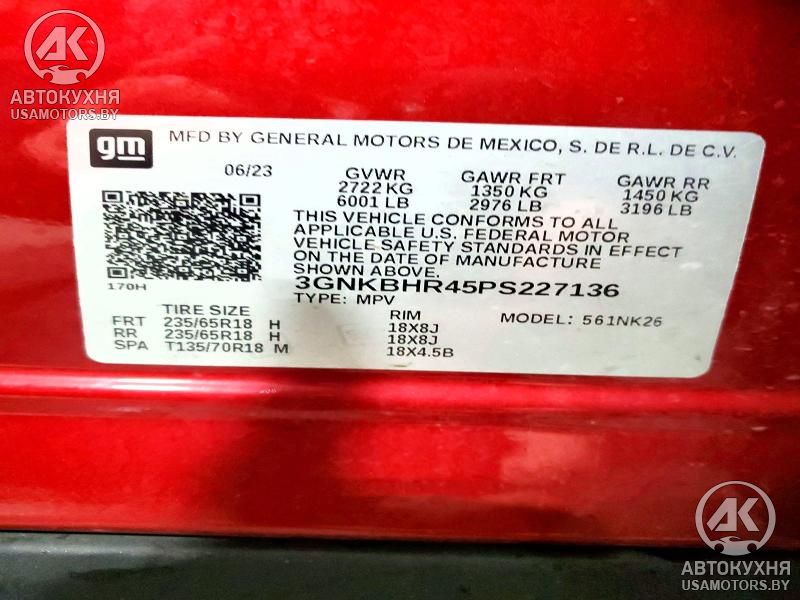 АК
АВТОКУХНЯ
USAMOTORS.BY
gm MFD BY GENERAL MOTORS DE MEXICO, S. DE R.L. DE C.V.
06/23 GVWR GAWR FRT GAWR RR
2722 KG 1350 KG 1450 KG
6001 LB 2976 LB 3196 LB
THIS VEHICLE CONFORMS TO ALL
APPLICABLE U.S. FEDERAL MOTOR
VEHICLE SAFETY STANDARDS IN EFFECT
ON THE DATE OF MANUFACTURE
SHOWN ABOVE.
170H 3GNKBHR45PS227136
TYPE: MPV
TIRE SIZE RIM MODEL: 561NK26
FRT 235/65R18 H 18X8J
RR 235/65R18 H 18X8J
SPA T135/70R18 M 18X4.5B
АК
АВТОКУХНЯ
USAMOTORS.BY